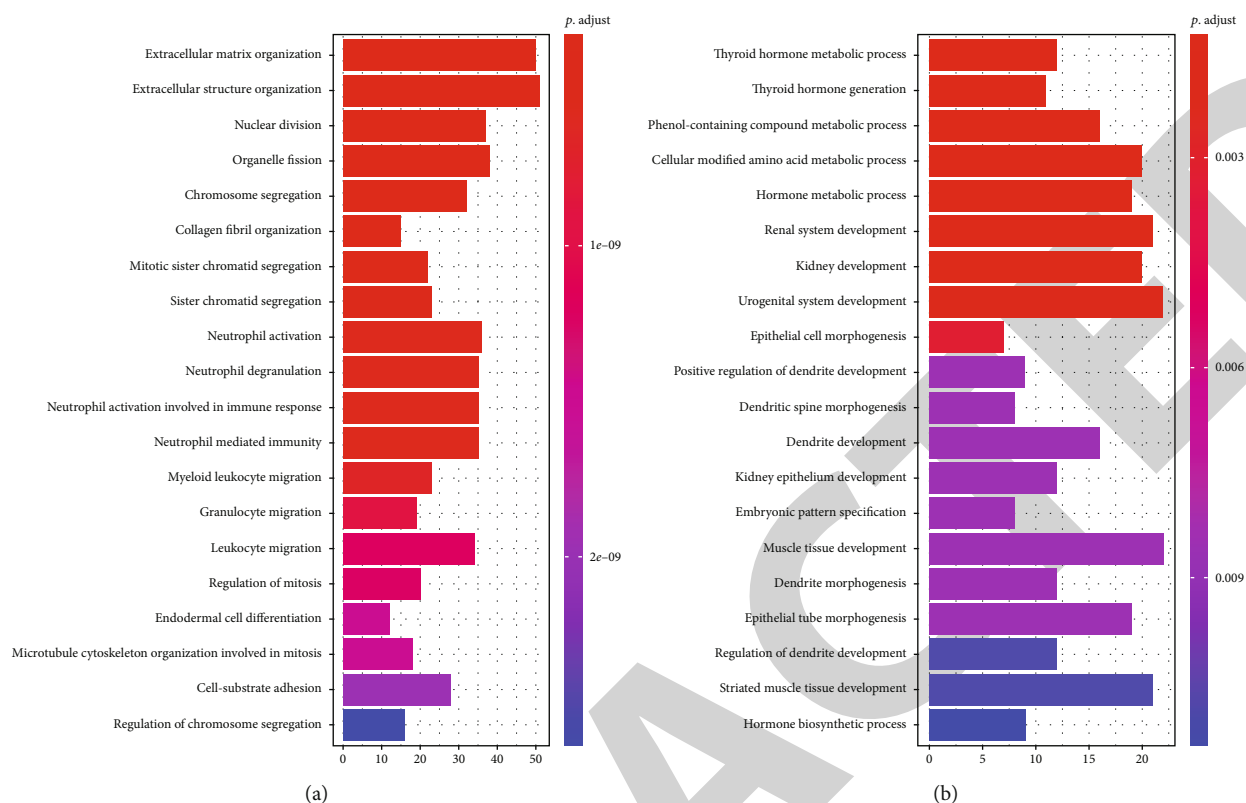 p. adjust
Extracellular matrix organization
Extracellular structure organization
Nuclear division
Organelle fission
Chromosome segregation
Collagen fibril organization
Mitotic sister chromatid segregation
Sister chromatid segregation
Neutrophil activation
Neutrophil degranulation
Neutrophil activation involved in immune response
Neutrophil mediated immunity
Myeloid leukocyte migration
Granulocyte migration
Leukocyte migration
Regulation of mitosis
Endodermal cell differentiation
Microtubule cytoskeleton organization involved in mitosis
Cell-substrate adhesion
Regulation of chromosome segregation
0 10 20 30 40 50
1e–09
2e–09
(a)
p. adjust
Thyroid hormone metabolic process
Thyroid hormone generation
Phenol-containing compound metabolic process
Cellular modified amino acid metabolic process
Hormone metabolic process
Renal system development
Kidney development
Urogenital system development
Epithelial cell morphogenesis
Positive regulation of dendrite development
Dendritic spine morphogenesis
Dendrite development
Kidney epithelium development
Embryonic pattern specification
Muscle tissue development
Dendrite morphogenesis
Epithelial tube morphogenesis
Regulation of dendrite development
Striated muscle tissue development
Hormone biosynthetic process
0 5 10 15 20
0.003
0.006
0.009
(b)